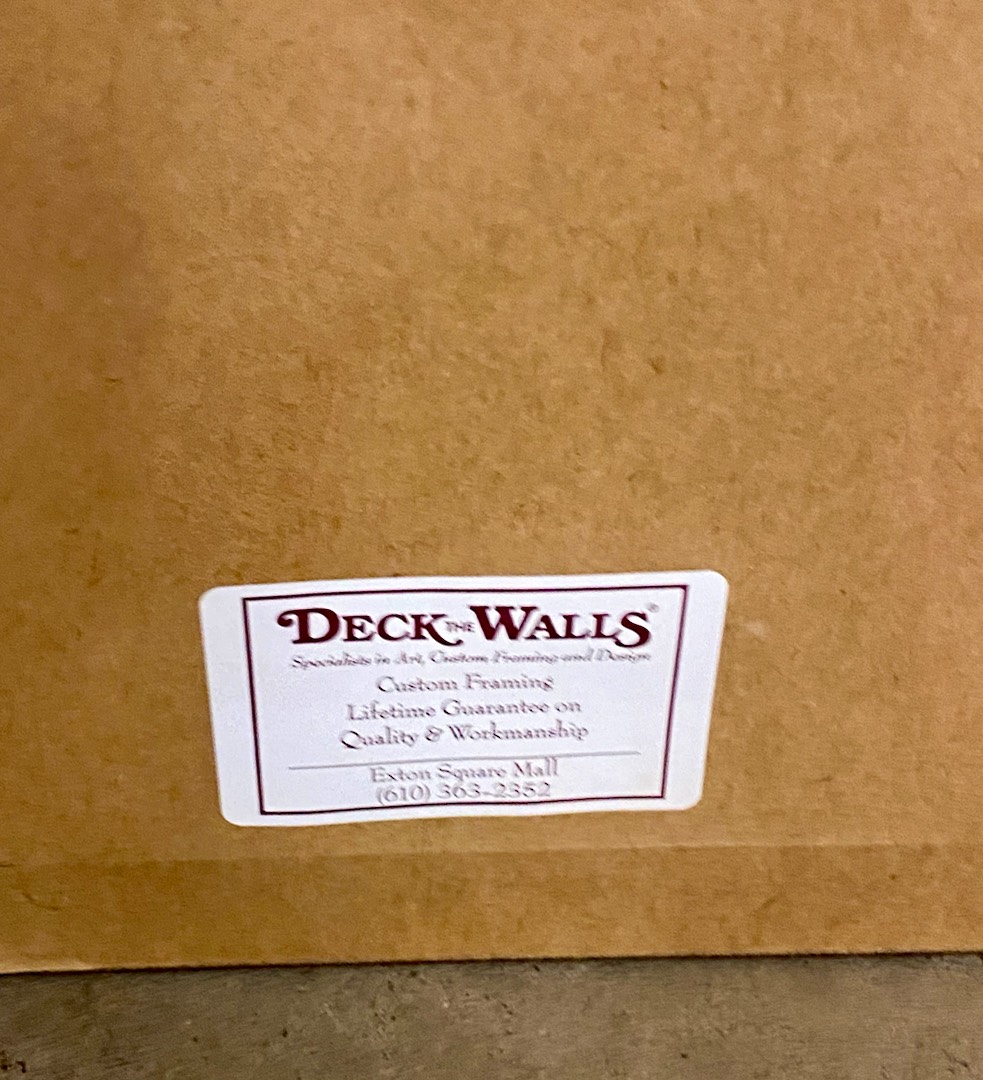 DECK THE WALLS®
Specialists in Art, Custom Framing and Design
Custom Framing
Lifetime Guarantee on
Quality & Workmanship
Exton Square Mall
(610) 363-2352